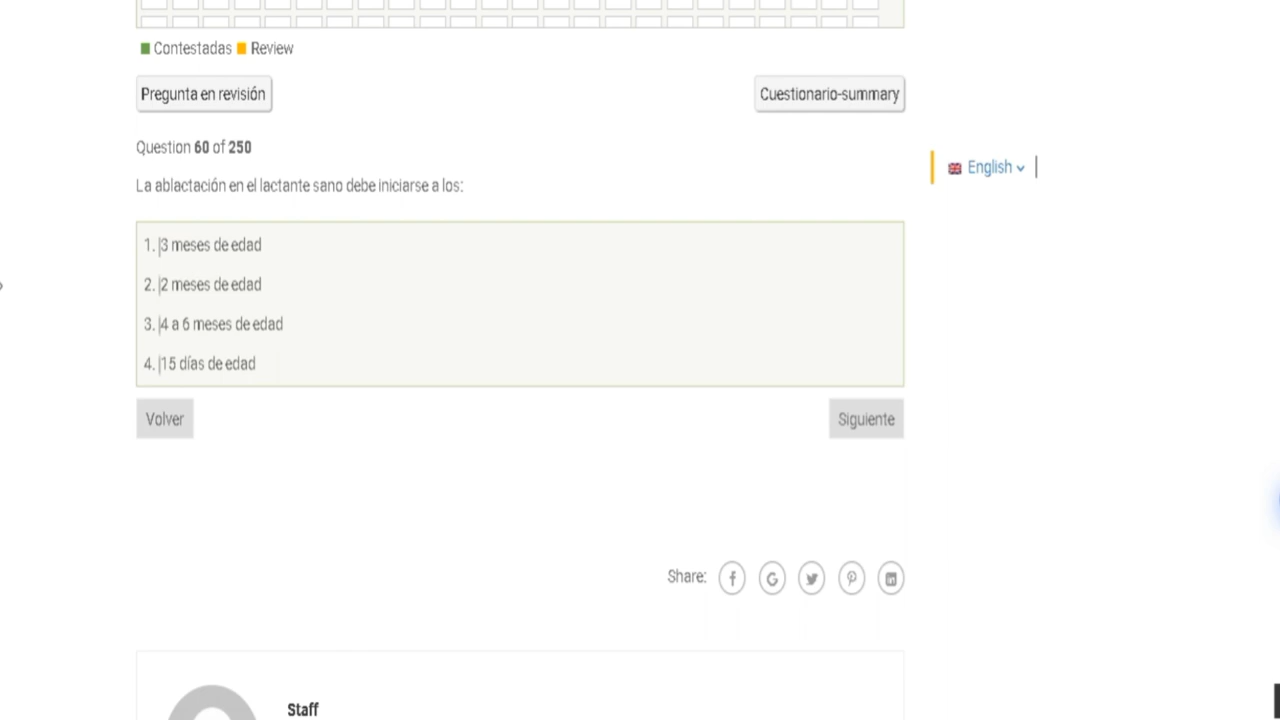 Contestadas Review
Pregunta en revisión Cuestionario-summary
Question 60 of 250
English
La ablactación en el lactante sano debe iniciarse a los:
1. 3 meses de edad
2. 2 meses de edad
3. 4 a 6 meses de edad
4. 15 días de edad
Volver Siguiente
Share:
Staff